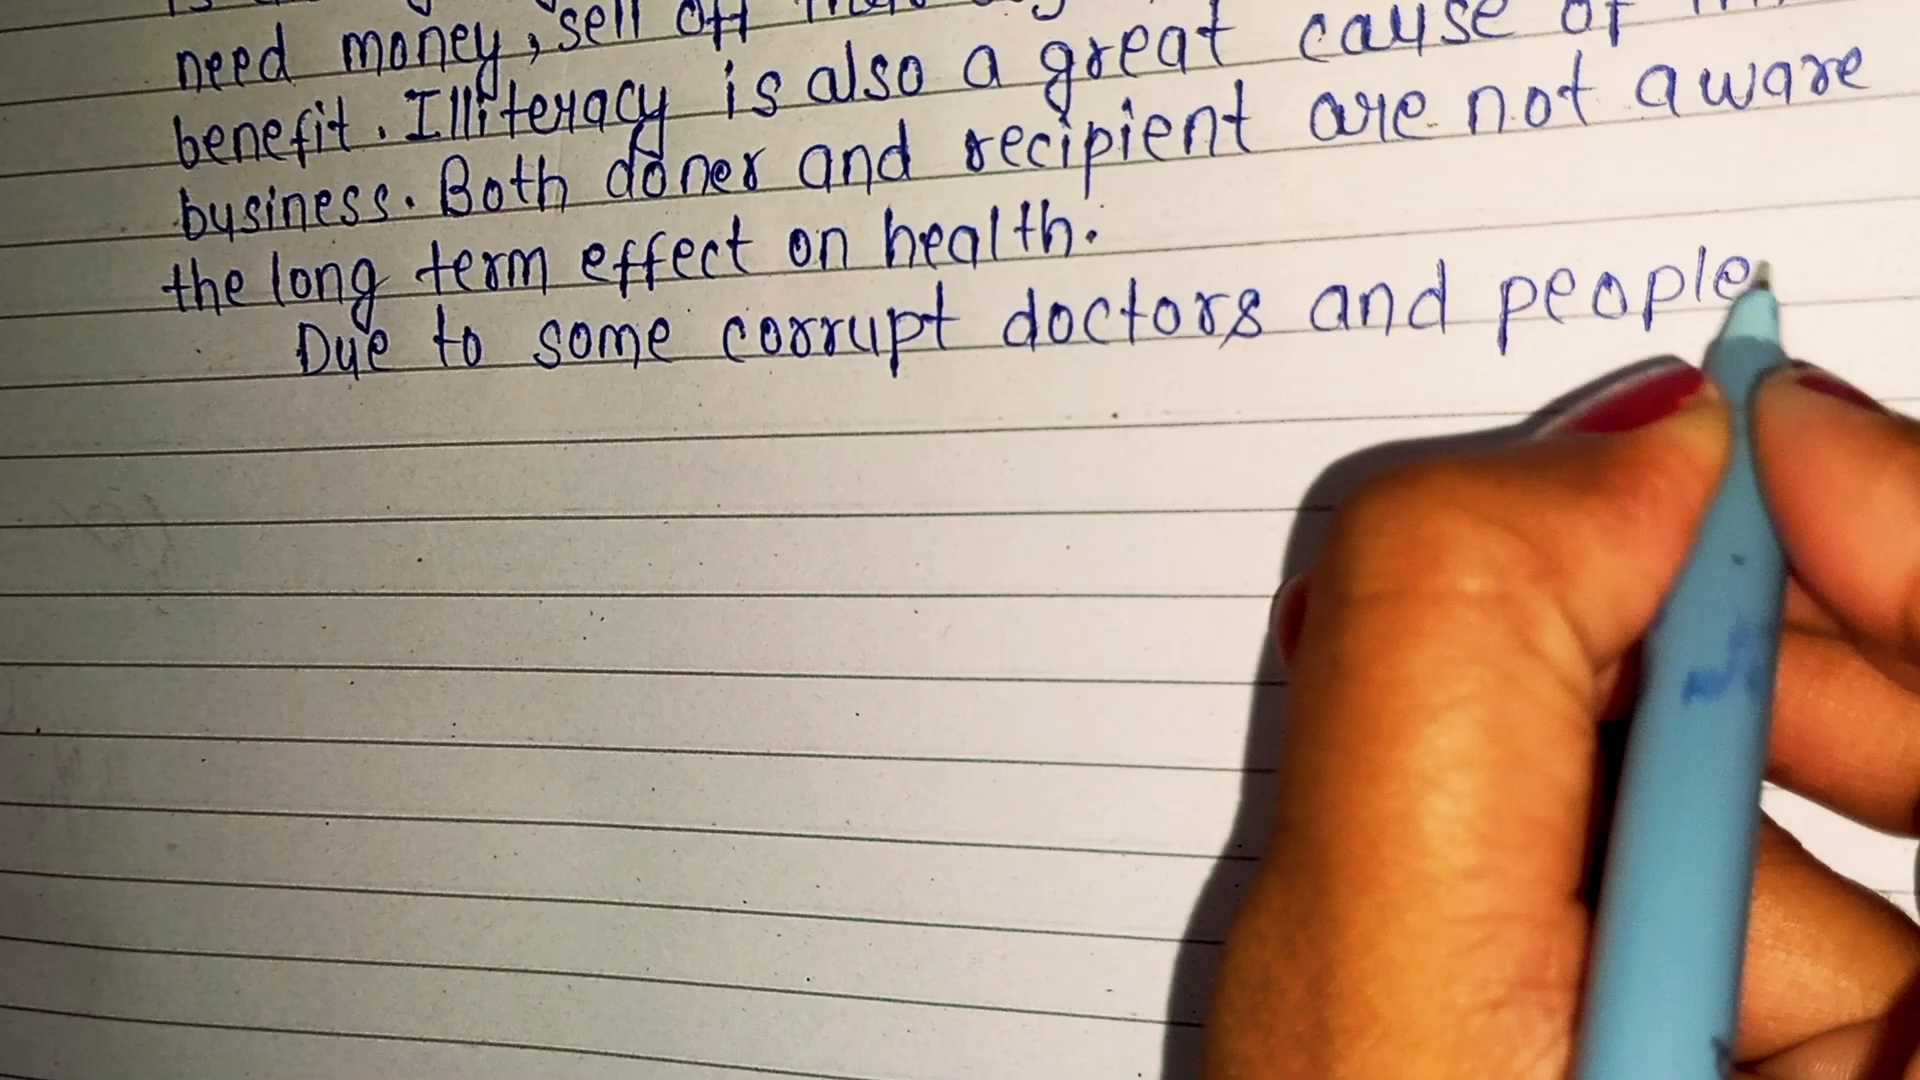 need money, sell off
benefit. Illiteracy is also a great cause of
business. Both doner and recipient are not aware
the long term effect on health.
Due to some corrupt doctors and people